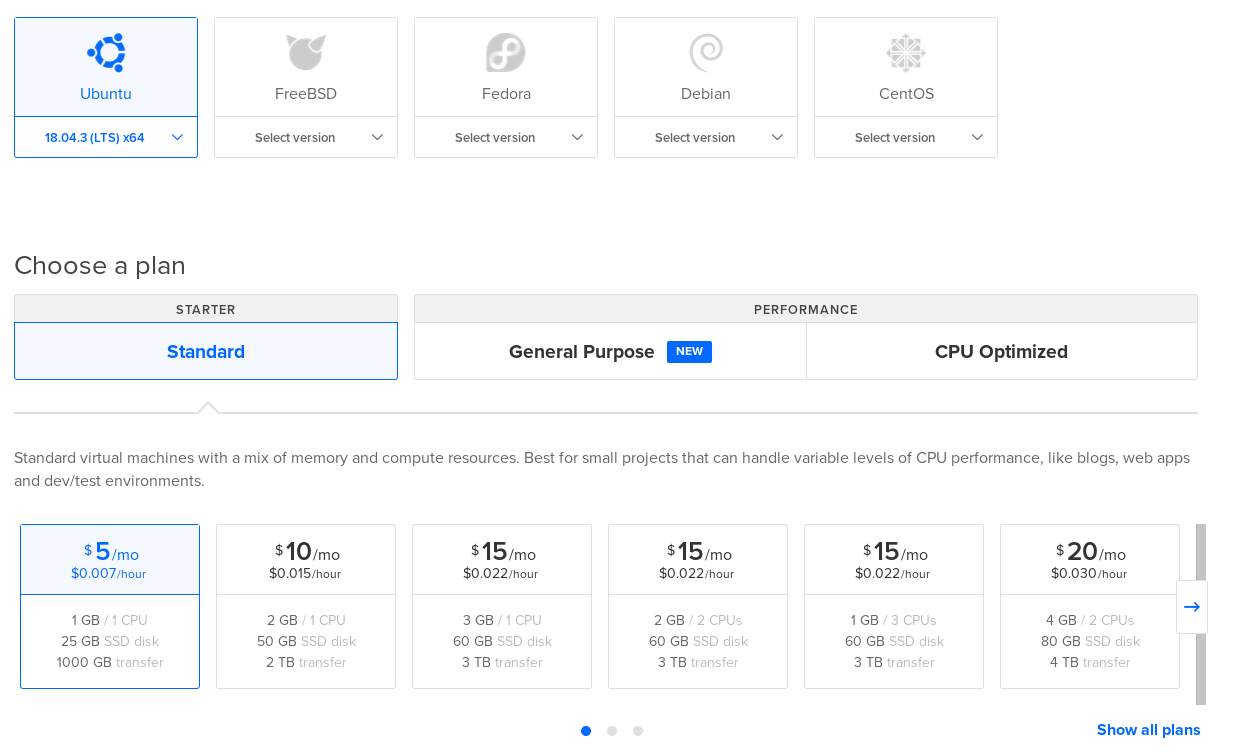 Ubuntu
FreeBSD
Fedora
Debian
CentOS
18.04.3 (LTS) x64
Select version
Select version
Select version
Select version
Choose a plan
STARTER
PERFORMANCE
Standard
General Purpose NEW
CPU Optimized
Standard virtual machines with a mix of memory and compute resources. Best for small projects that can handle variable levels of CPU performance, like blogs, web apps
and dev/test environments.
$5/mo
$0.007/hour
1 GB / 1 CPU
25 GB SSD disk
1000 GB transfer
$10/mo
$0.015/hour
2 GB / 1 CPU
50 GB SSD disk
2 TB transfer
$15/mo
$0.022/hour
3 GB / 1 CPU
60 GB SSD disk
3 TB transfer
$15/mo
$0.022/hour
2 GB / 2 CPUs
60 GB SSD disk
3 TB transfer
$15/mo
$0.022/hour
1 GB / 3 CPUs
60 GB SSD disk
3 TB transfer
$20/mo
$0.030/hour
4 GB / 2 CPUs
80 GB SSD disk
4 TB transfer
Show all plans